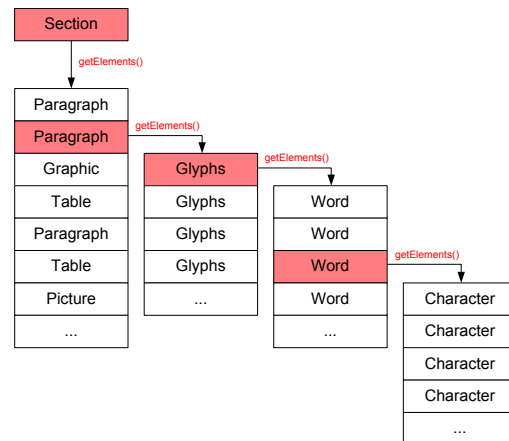 Section
getElements()
Paragraph
Paragraph
Graphic
Table
Paragraph
Table
Picture
...
getElements()
Glyphs
Glyphs
Glyphs
Glyphs
...
getElements()
Word
Word
Word
Word
...
getElements()
Character
Character
Character
Character
...